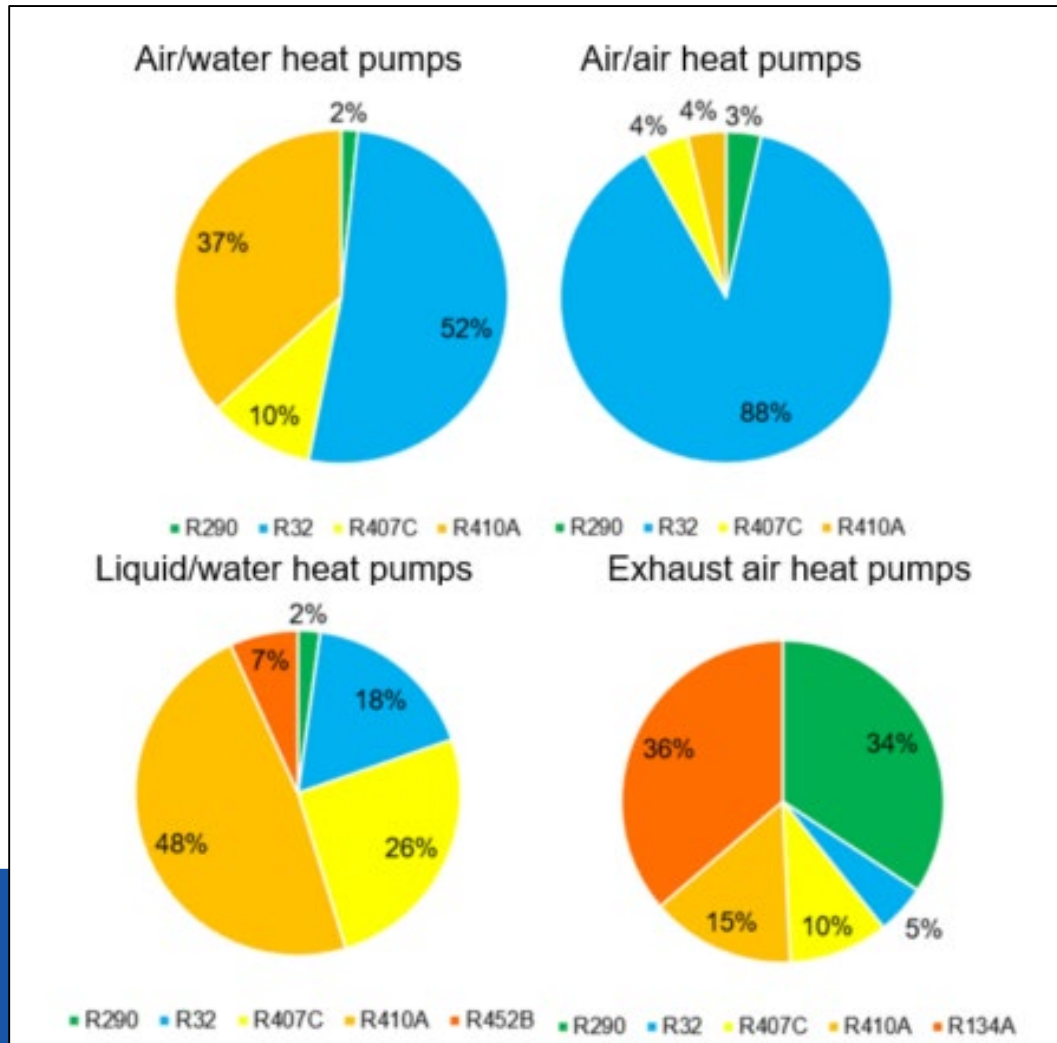 Air/water heat pumps
2%
37%
52%
10%
■ R290 ■ R32 ■ R407C ■ R410A
Air/air heat pumps
4% 4% 3%
88%
■ R290 ■ R32 ■ R407C ■ R410A
Liquid/water heat pumps
2%
7%
18%
48%
26%
■ R290 ■ R32 ■ R407C ■ R410A ■ R452B
Exhaust air heat pumps
36%
34%
15%
10%
5%
■ R290 ■ R32 ■ R407C ■ R410A ■ R134A